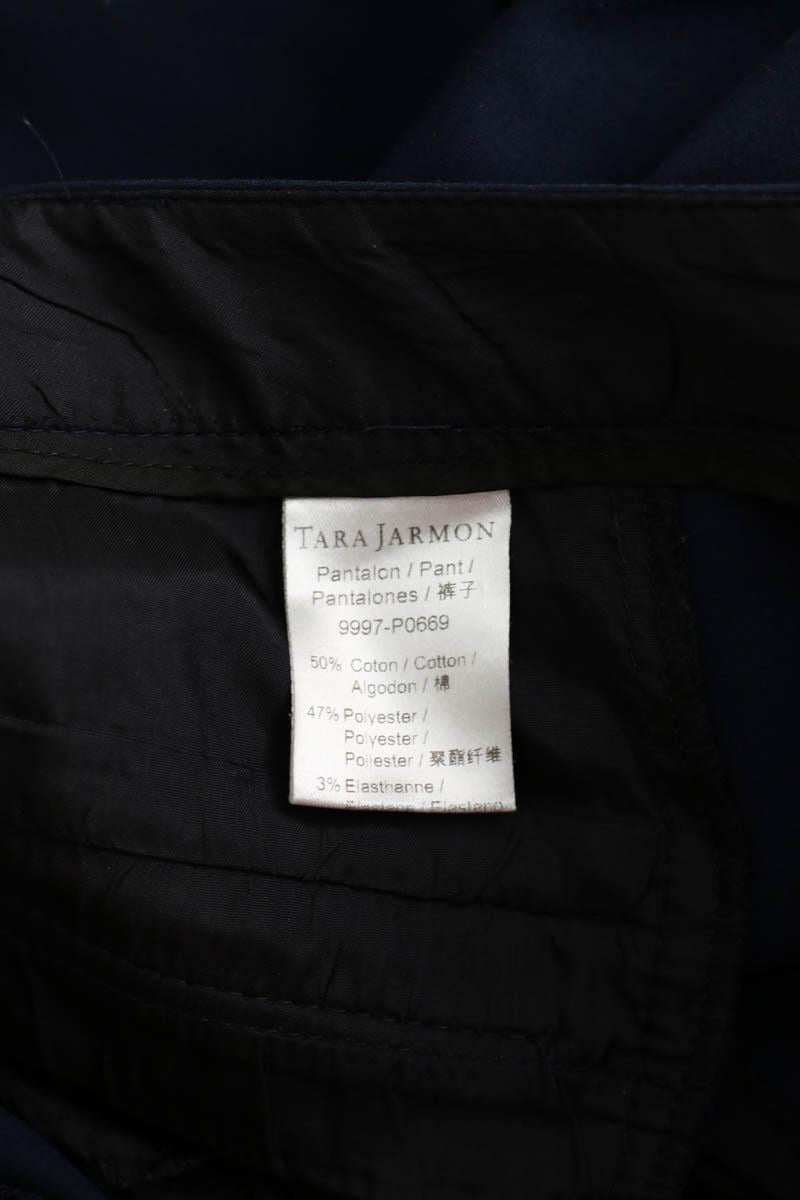 TARA JARMON
Pantalon / Pant /
Pantalones / 裤子
9997-P0669
50% Coton / Cotton /
Algodon / 棉
47% Polyester /
Polyester /
Poliester / 聚酯纤维
3% Elasthanne /